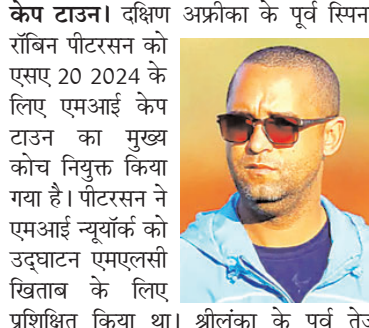 केप टाउन। दक्षिण अफ्रीका के पूर्व स्पिन
रॉबिन पीटरसन को
एसए 20 2024 के
लिए एमआई केप
टाउन का मुख्य
कोच नियुक्त किया
गया है। पीटरसन ने
एमआई न्यूयॉर्क को
उद्घाटन एमएलसी
खिताब के लिए
प्रशिक्षित किया था। श्रीलंका के पूर्व तेज